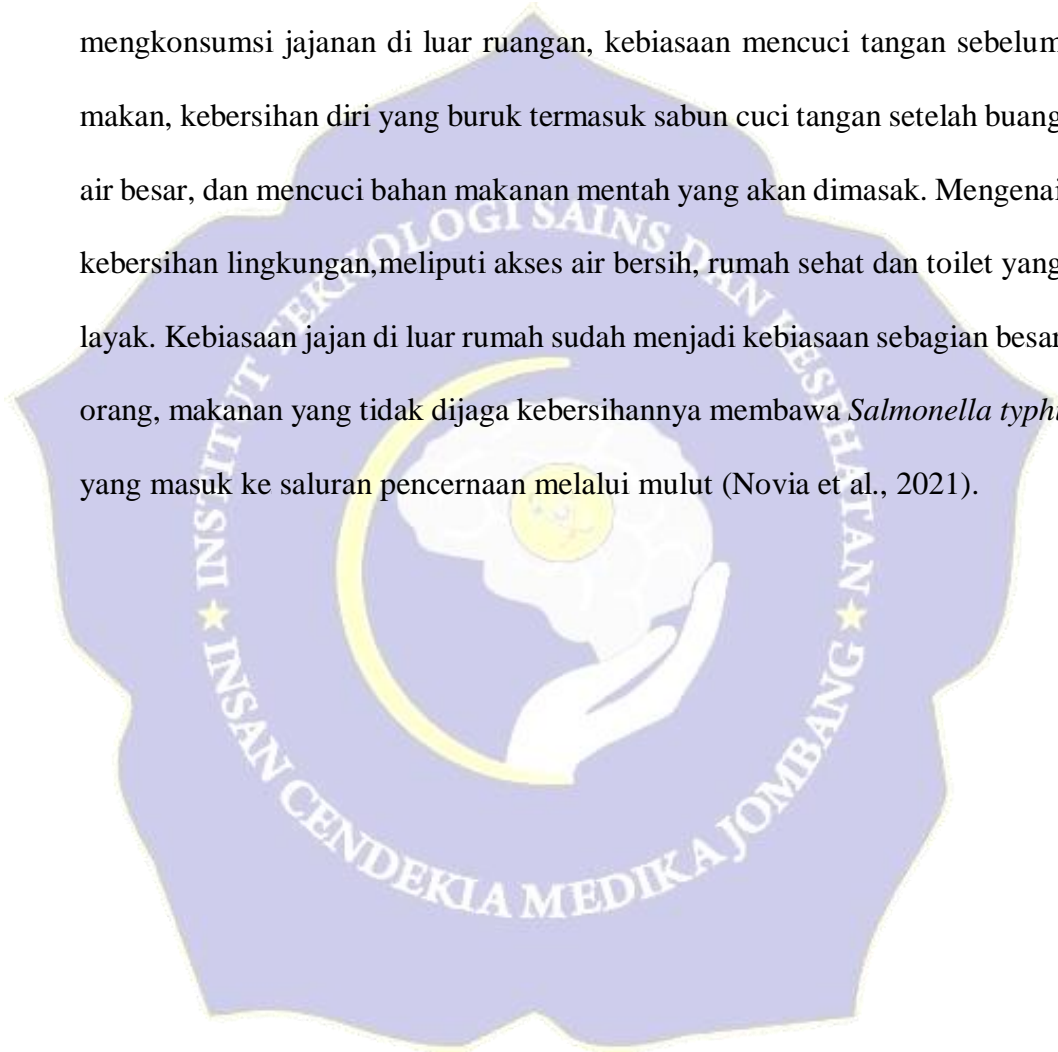 mengkonsumsi jajanan di luar ruangan, kebiasaan mencuci tangan sebelum
makan, kebersihan diri yang buruk termasuk sabun cuci tangan setelah buang
air besar, dan mencuci bahan makanan mentah yang akan dimasak. Mengenai
kebersihan lingkungan,meliputi akses air bersih, rumah sehat dan toilet yang
layak. Kebiasaan jajan di luar rumah sudah menjadi kebiasaan sebagian besar
orang, makanan yang tidak dijaga kebersihannya membawa Salmonella typhi
yang masuk ke saluran pencernaan melalui mulut (Novia et al., 2021).
INSTITUT TEKNOLOGI SAINS DAN KESEHATAN
INSAN CENDEKIA MEDIKA JOMBANG